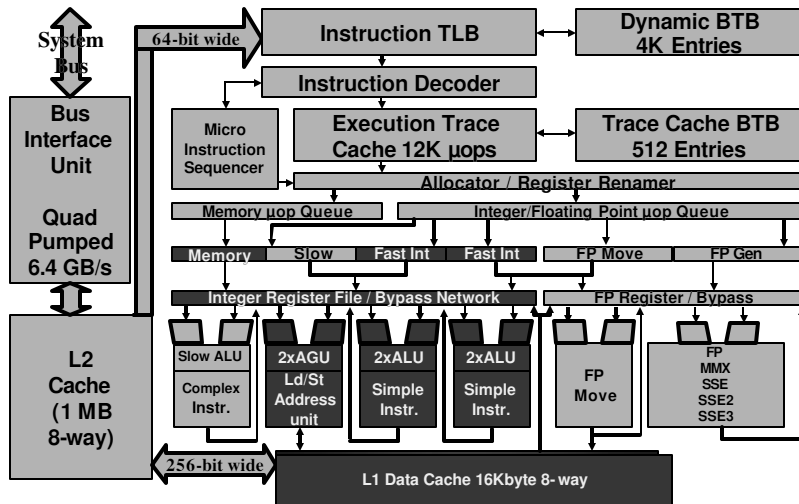 System
Bus
64-bit wide
Instruction TLB
Dynamic BTB
4K Entries
Instruction Decoder
Bus
Interface
Unit
Quad
Pumped
6.4 GB/s
Micro
Instruction
Sequencer
Execution Trace
Cache 12K µops
Trace Cache BTB
512 Entries
Allocator / Register Renamer
Memory µop Queue
Integer/Floating Point µop Queue
Memory
Slow
Fast Int
Fast Int
FP Move
FP Gen
Integer Register File / Bypass Network
FP Register / Bypass
L2
Cache
(1 MB
8-way)
Slow ALU
Complex
Instr.
2xAGU
Ld/St
Address
unit
2xALU
Simple
Instr.
2xALU
Simple
Instr.
FP
Move
FP
MMX
SSE
SSE2
SSE3
256-bit wide
L1 Data Cache 16Kbyte 8-way